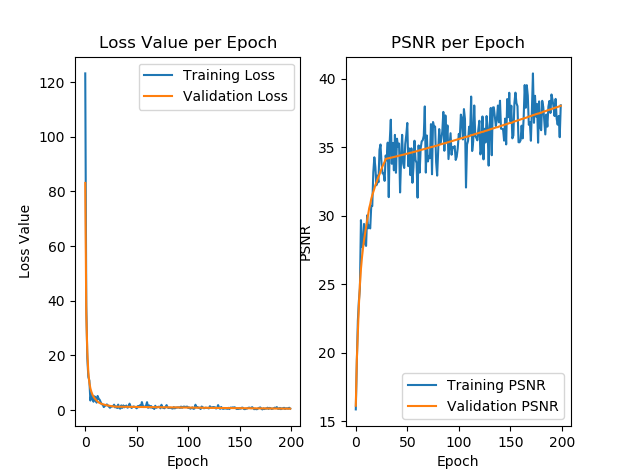 Loss Value per Epoch
Training Loss
Validation Loss
120
100
80
60
40
20
0
Loss Value
0 50 100 150 200
Epoch
PSNR per Epoch
40
35
30
25
20
15
PSNR
Training PSNR
Validation PSNR
0 50 100 150 200
Epoch